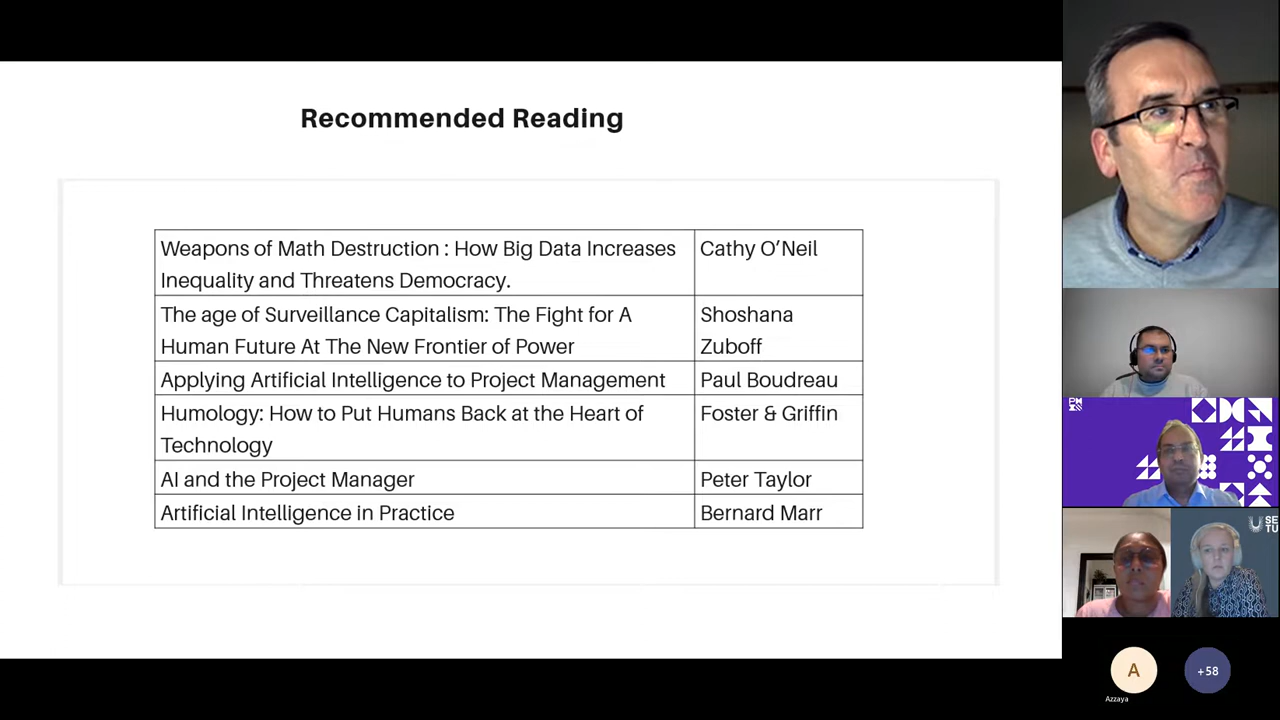 Recommended Reading
Weapons of Math Destruction : How Big Data Increases
Inequality and Threatens Democracy.
Cathy O’Neil
The age of Surveillance Capitalism: The Fight for A
Human Future At The New Frontier of Power
Shoshana
Zuboff
Applying Artificial Intelligence to Project Management
Paul Boudreau
Humology: How to Put Humans Back at the Heart of
Technology
Foster & Griffin
AI and the Project Manager
Peter Taylor
Artificial Intelligence in Practice
Bernard Marr
SE
TU
A
+58
Azzaya